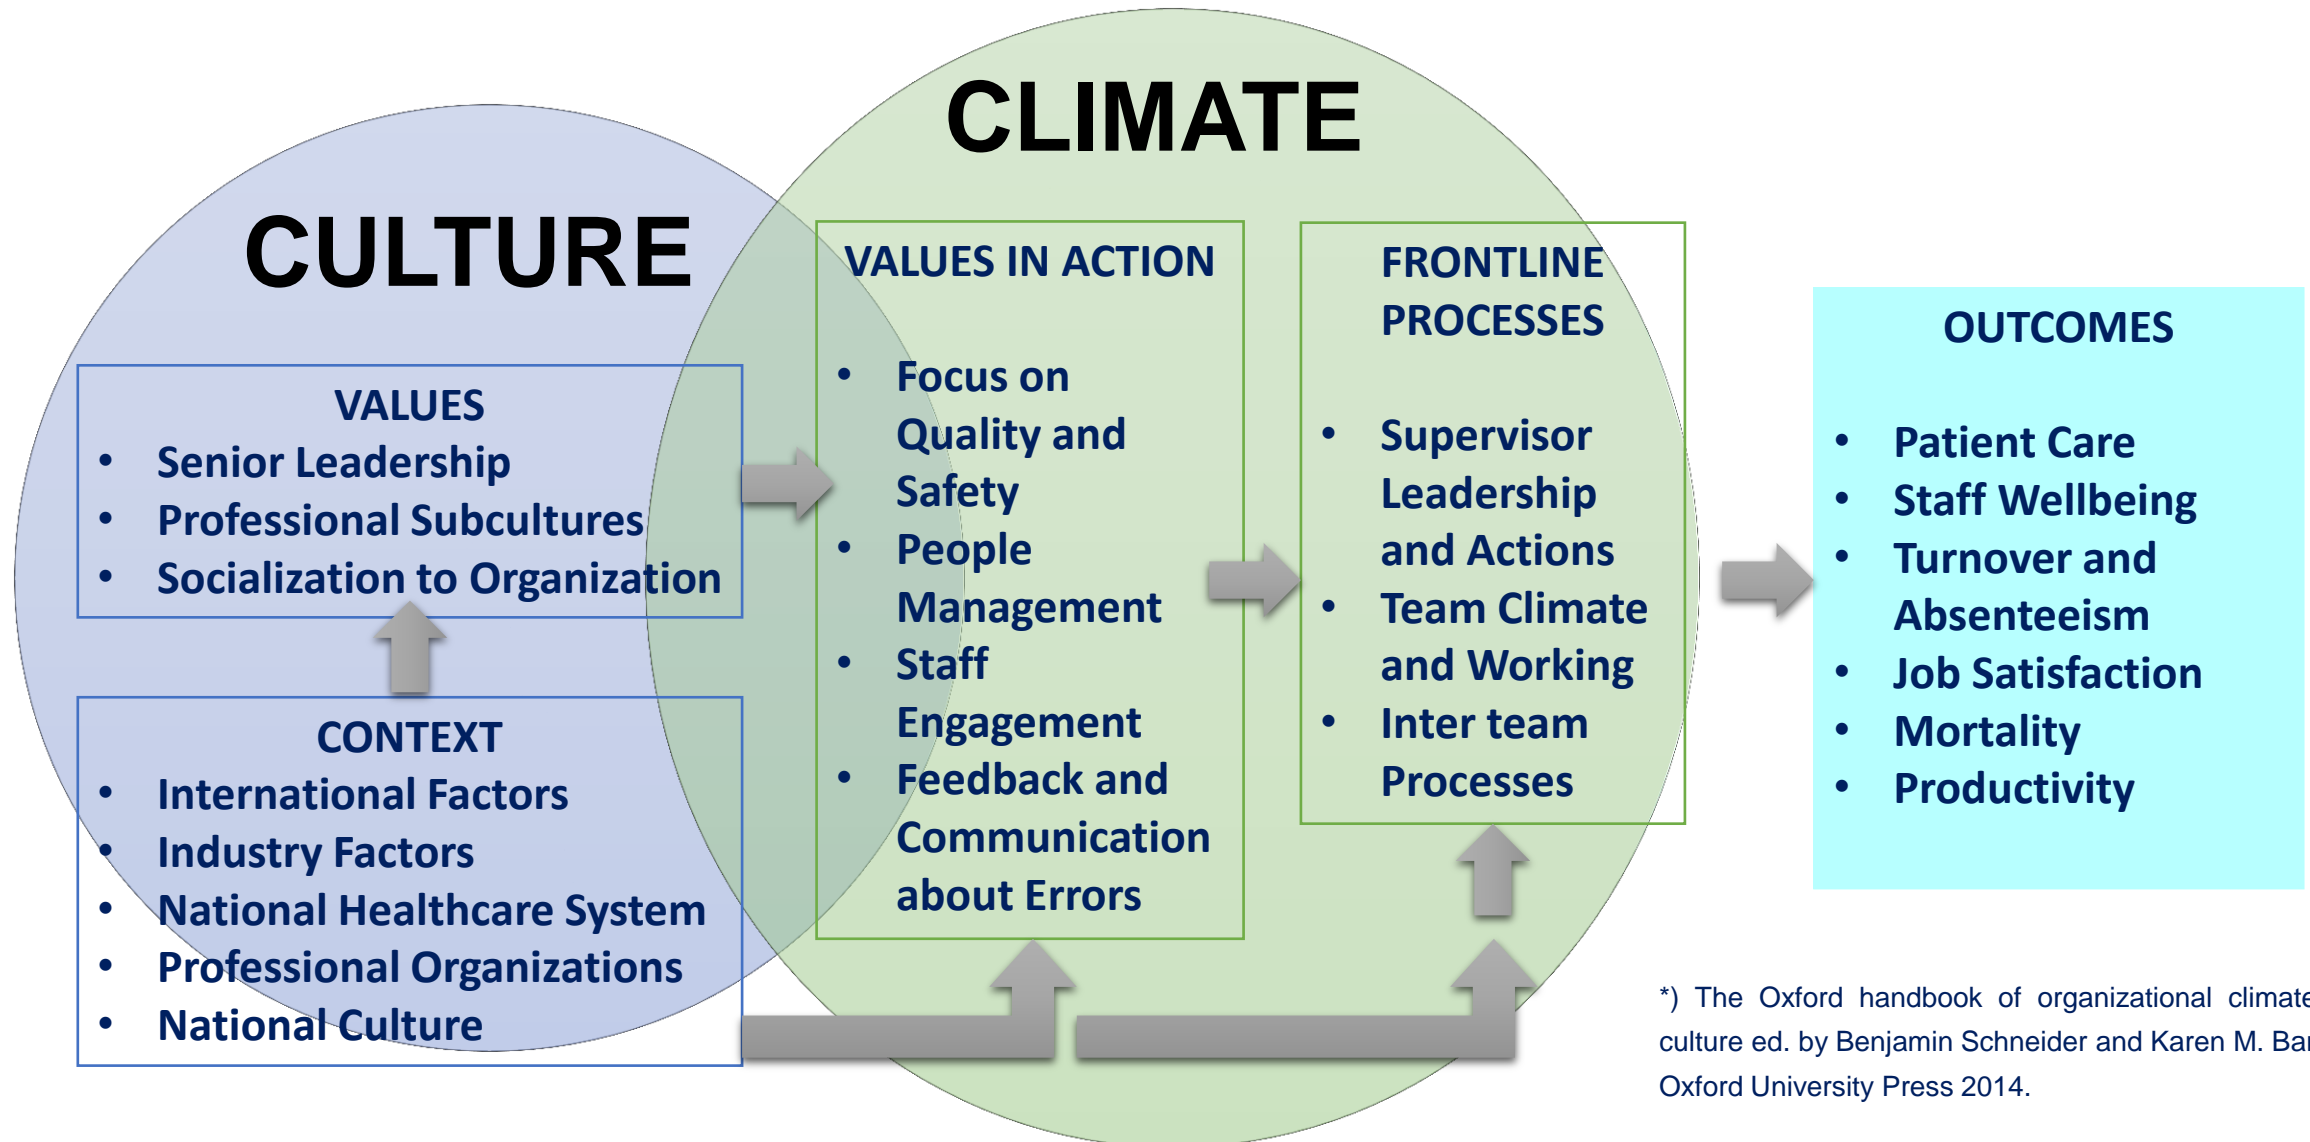 CULTURE
VALUES
• Senior Leadership
• Professional Subcultures
• Socialization to Organization
CONTEXT
• International Factors
• Industry Factors
• National Healthcare System
• Professional Organizations
• National Culture
CLIMATE
VALUES IN ACTION
• Focus on
Quality and
Safety
• People
Management
• Staff
Engagement
• Feedback and
Communication
about Errors
FRONTLINE
PROCESSES
• Supervisor
Leadership
and Actions
• Team Climate
and Working
• Inter team
Processes
OUTCOMES
• Patient Care
• Staff Wellbeing
• Turnover and
Absenteeism
• Job Satisfaction
• Mortality
• Productivity
*) The Oxford handbook of organizational climate
culture ed. by Benjamin Schneider and Karen M.
Oxford University Press 2014.